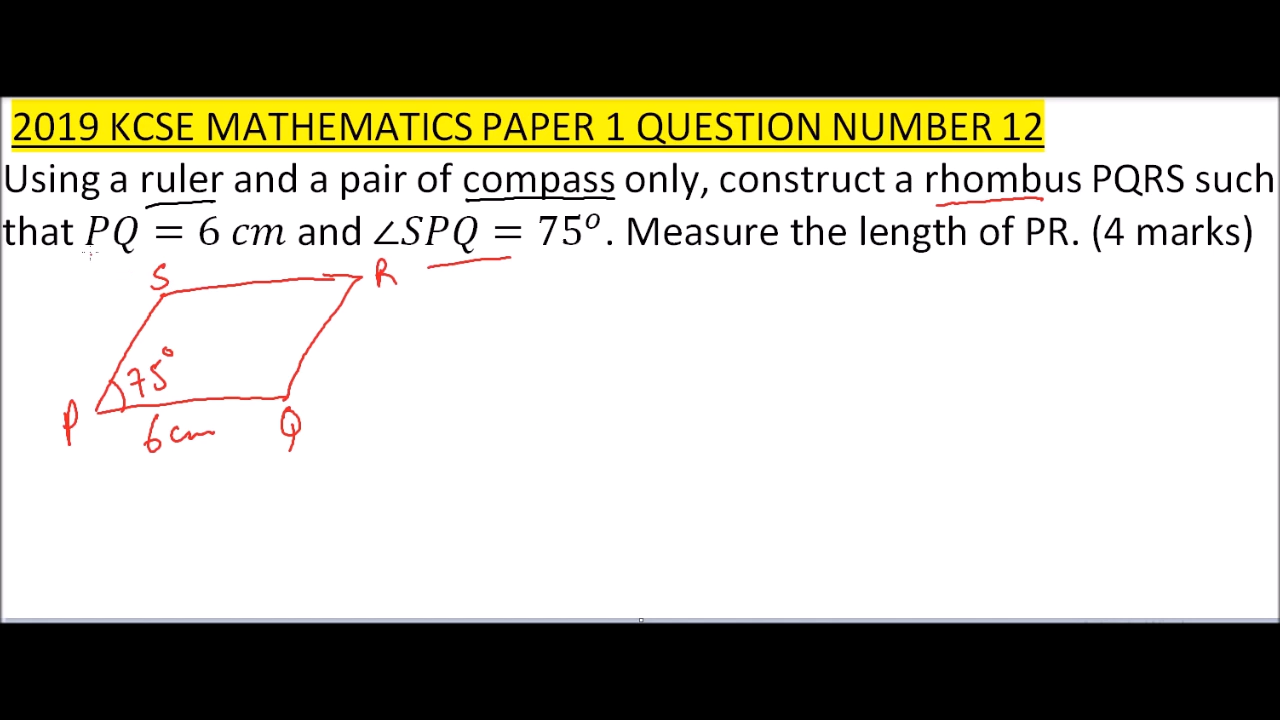 2019 KCSE MATHEMATICS PAPER 1 QUESTION NUMBER 12
Using a ruler and a pair of compass only, construct a rhombus PQRS such
that PQ = 6 cm and ∠SPQ = 75°. Measure the length of PR. (4 marks)
S
R
75°
P
6cm
Q